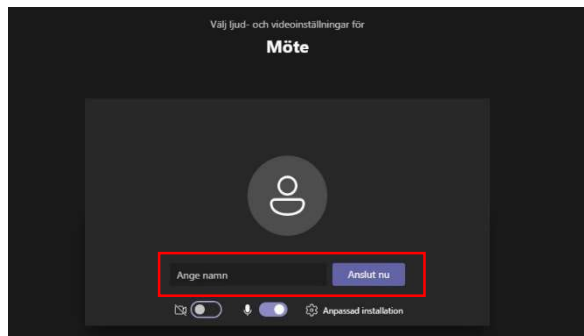 Välj ljud- och videoinställningar för
Möte
Ange namn
Anslut nu
Anpassad installation